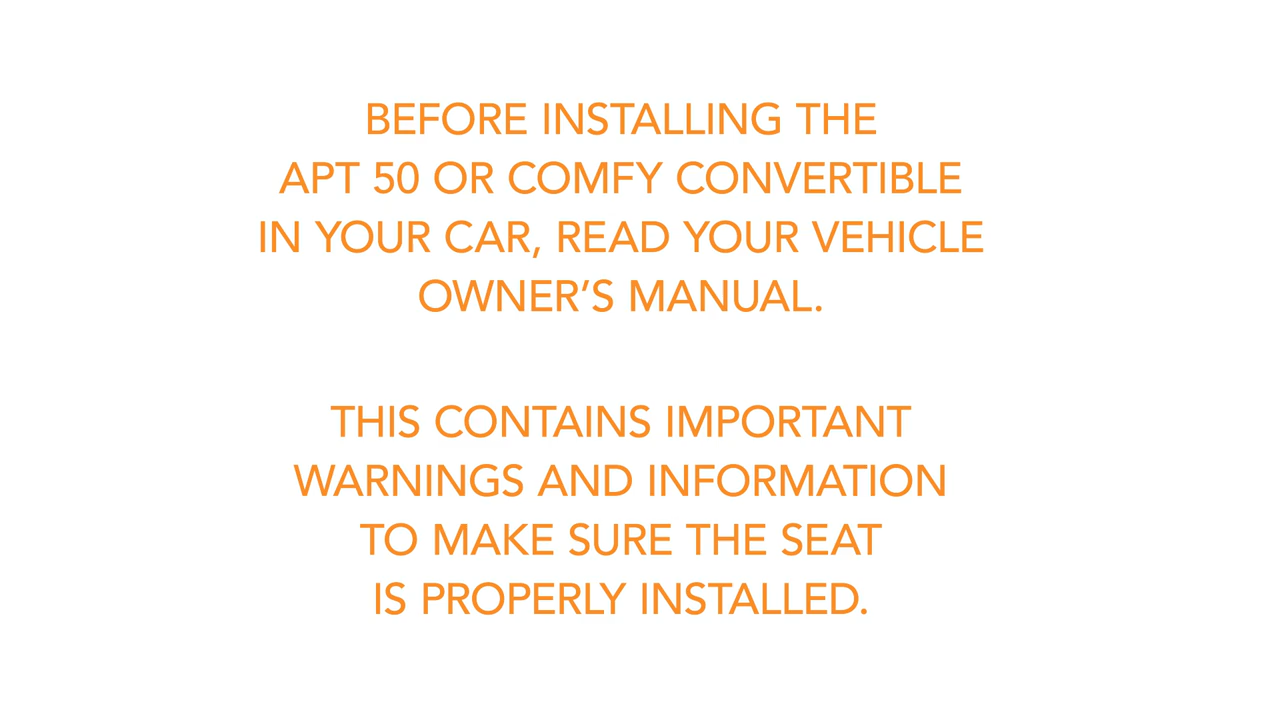 BEFORE INSTALLING THE
APT 50 OR COMFY CONVERTIBLE
IN YOUR CAR, READ YOUR VEHICLE
OWNER’S MANUAL.
THIS CONTAINS IMPORTANT
WARNINGS AND INFORMATION
TO MAKE SURE THE SEAT
IS PROPERLY INSTALLED.